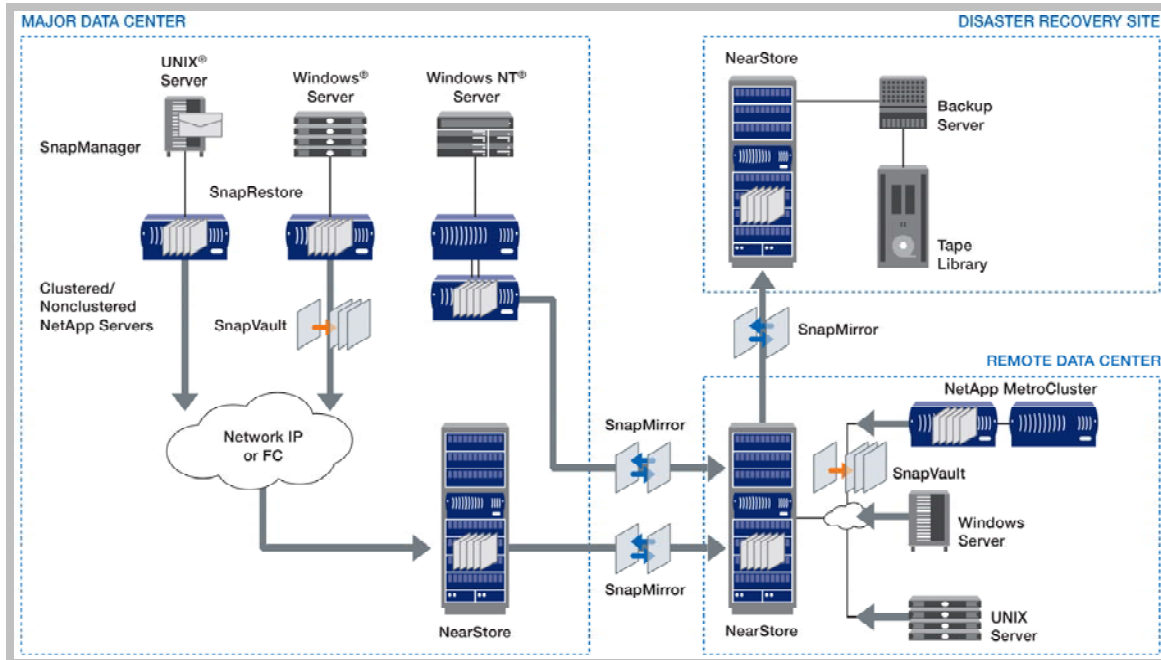 MAJOR DATA CENTER
DISASTER RECOVERY SITE
UNIX®
Server
Windows®
Server
Windows NT®
Server
SnapManager
SnapRestore
Clustered/
Nonclustered
NetApp Servers
SnapVault
Network IP
or FC
NearStore
SnapMirror
SnapMirror
NearStore
Backup
Server
Tape
Library
SnapMirror
REMOTE DATA CENTER
NetApp MetroCluster
SnapVault
Windows
Server
UNIX
Server
NearStore